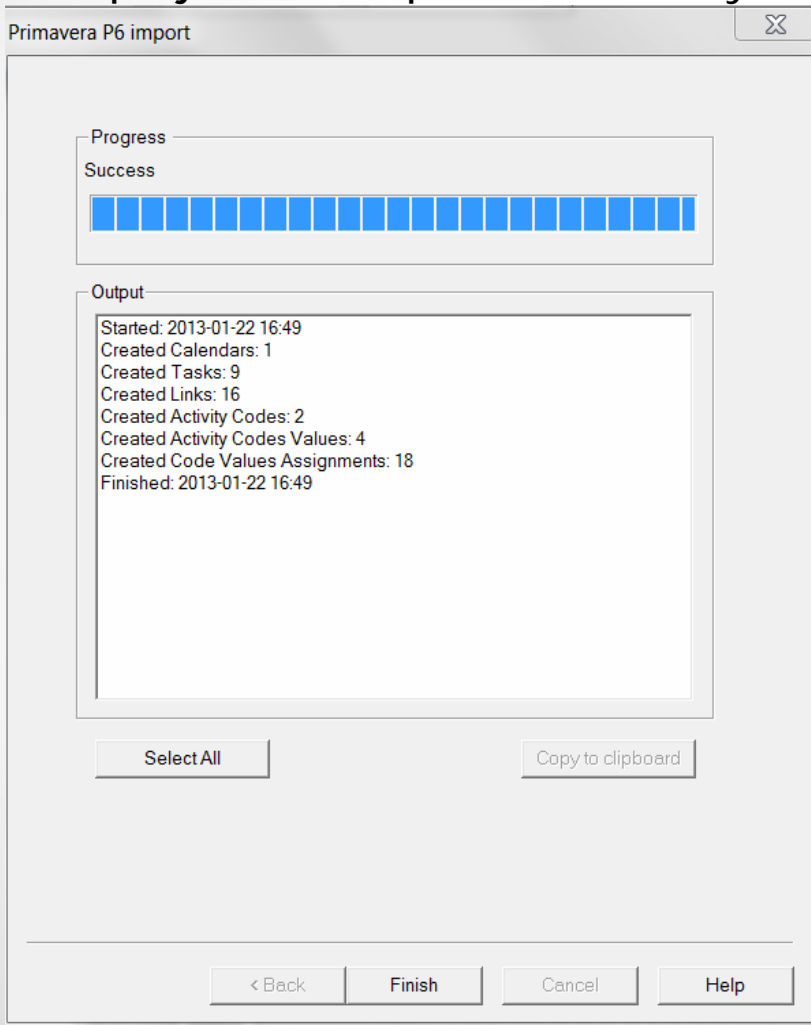 Primavera P6 import
Progress
Success
Output
Started: 2013-01-22 16:49
Created Calendars: 1
Created Tasks: 9
Created Links: 16
Created Activity Codes: 2
Created Activity Codes Values: 4
Created Code Values Assignments: 18
Finished: 2013-01-22 16:49
Select All
Copy to clipboard
< Back
Finish
Cancel
Help